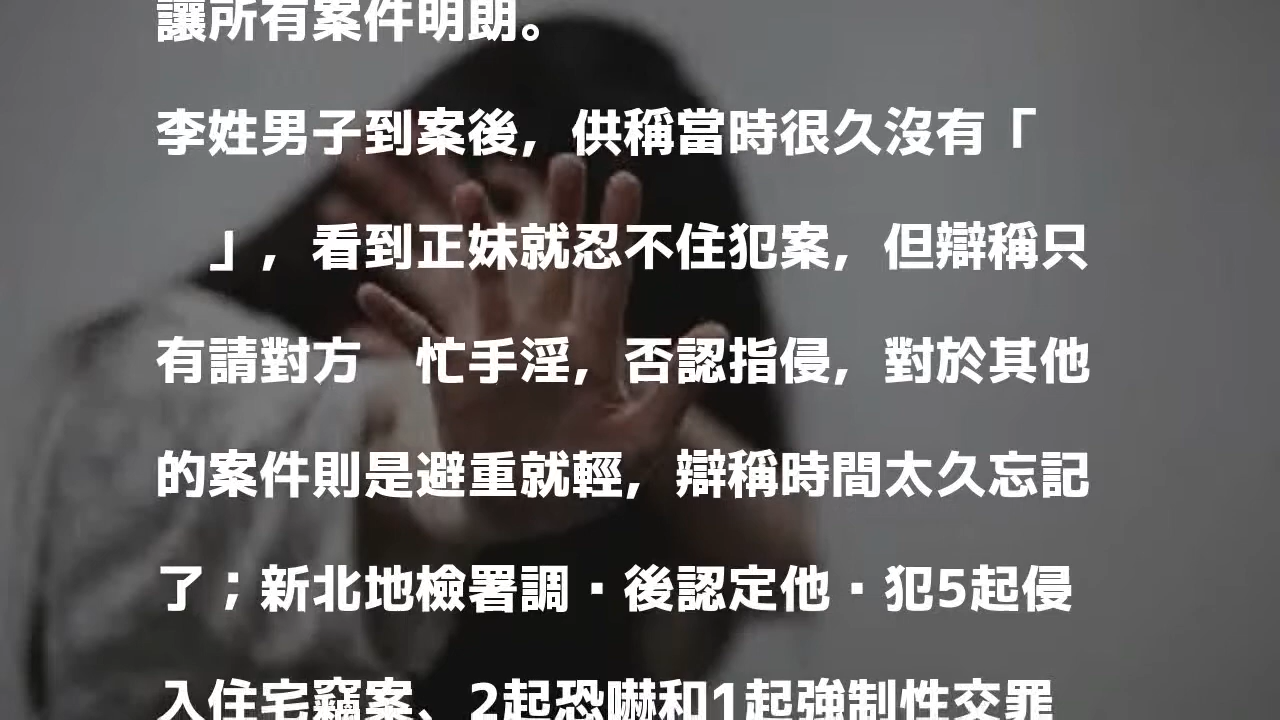 讓所有案件明朗。
李姓男子到案後，供稱當時很久沒有「
」，看到正妹就忍不住犯案，但辯稱只
有請對方　忙手淫，否認指侵，對於其他
的案件則是避重就輕，辯稱時間太久忘記
了；新北地檢署調▪後認定他▪犯5起侵
入住宅竊案、2起恐嚇和1起強制性交罪